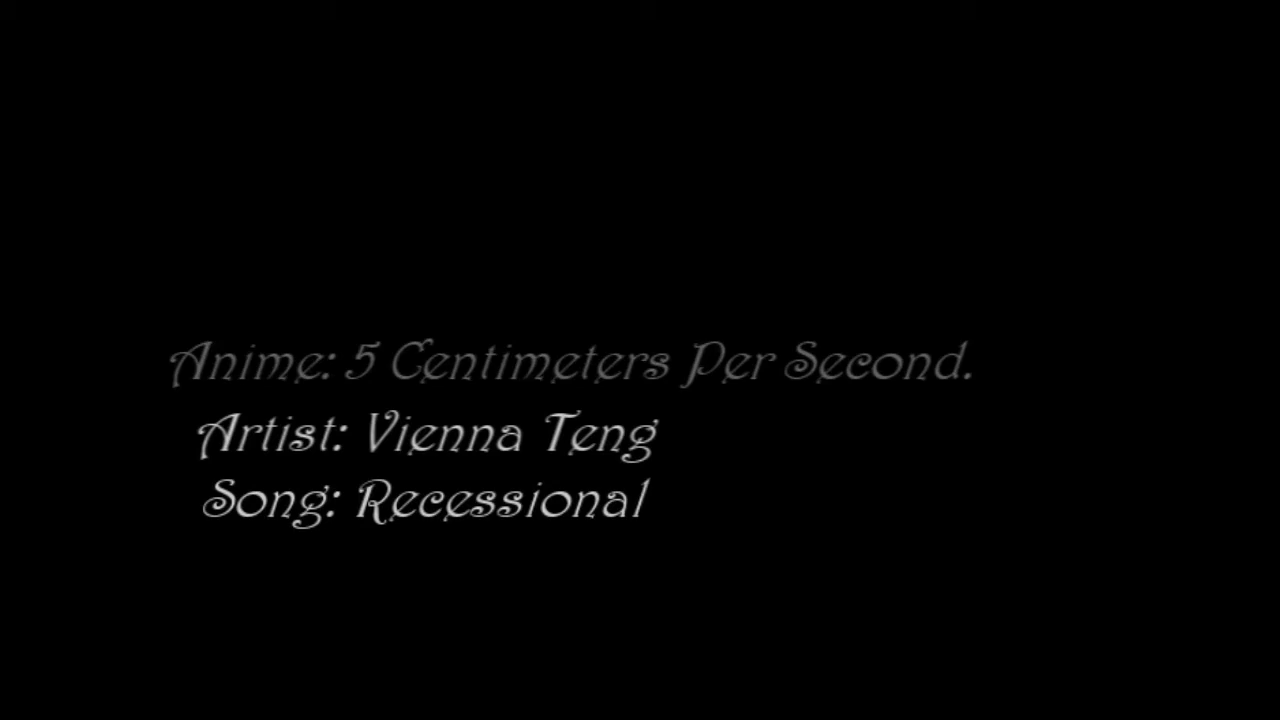 Anime: 5 Centimeters Per Second.
Artist: Vienna Teng
Song: Recessional